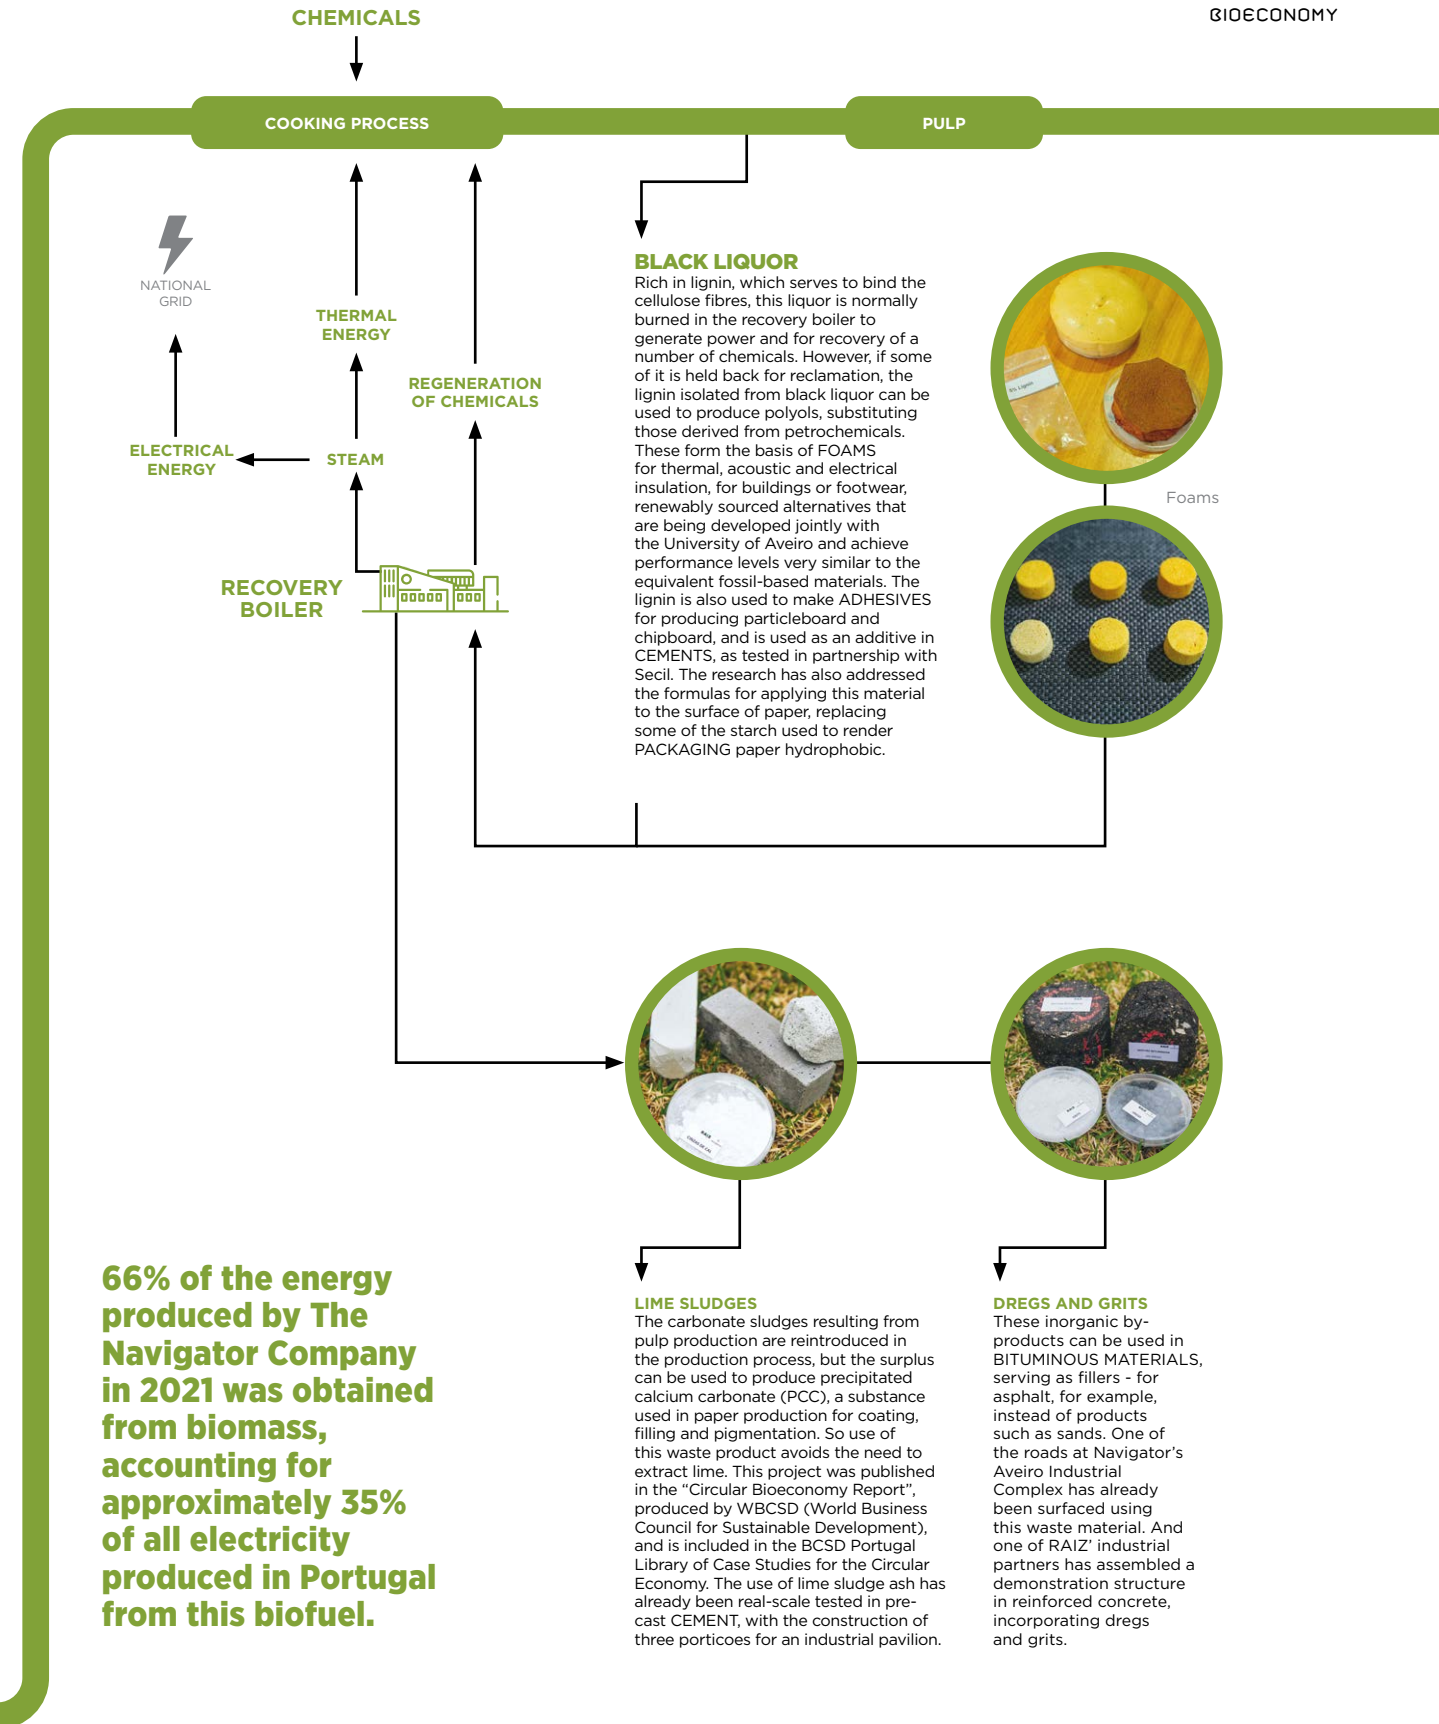 BIOECONOMY
CHEMICALS
COOKING PROCESS
PULP
NATIONAL
GRID
THERMAL
ENERGY
REGENERATION
OF CHEMICALS
ELECTRICAL
ENERGY
STEAM
RECOVERY
BOILER
BLACK LIQUOR
Rich in lignin, which serves to bind the
cellulose fibres, this liquor is normally
burned in the recovery boiler to
generate power and for recovery of a
number of chemicals. However, if some
of it is held back for reclamation, the
lignin isolated from black liquor can be
used to produce polyols, substituting
those derived from petrochemicals.
These form the basis of FOAMS
for thermal, acoustic and electrical
insulation, for buildings or footwear,
renewably sourced alternatives that
are being developed jointly with
the University of Aveiro and achieve
performance levels very similar to the
equivalent fossil-based materials. The
lignin is also used to make ADHESIVES
for producing particleboard and
chipboard, and is used as an additive in
CEMENTS, as tested in partnership with
Secil. The research has also addressed
the formulas for applying this material
to the surface of paper, replacing
some of the starch used to render
PACKAGING paper hydrophobic.
Lignin
Foams
RAIZ
CINZAS DE CAL
66% of the energy
produced by The
Navigator Company
in 2021 was obtained
from biomass,
accounting for
approximately 35%
of all electricity
produced in Portugal
from this biofuel.
LIME SLUDGES
The carbonate sludges resulting from
pulp production are reintroduced in
the production process, but the surplus
can be used to produce precipitated
calcium carbonate (PCC), a substance
used in paper production for coating,
filling and pigmentation. So use of
this waste product avoids the need to
extract lime. This project was published
in the “Circular Bioeconomy Report”,
produced by WBCSD (World Business
Council for Sustainable Development),
and is included in the BCSD Portugal
Library of Case Studies for the Circular
Economy. The use of lime sludge ash has
already been real-scale tested in pre-
cast CEMENT, with the construction of
three porticoes for an industrial pavilion.
DREGS AND GRITS
These inorganic by-
products can be used in
BITUMINOUS MATERIALS,
serving as fillers - for
asphalt, for example,
instead of products
such as sands. One of
the roads at Navigator’s
Aveiro Industrial
Complex has already
been surfaced using
this waste material. And
one of RAIZ’ industrial
partners has assembled a
demonstration structure
in reinforced concrete,
incorporating dregs
and grits.